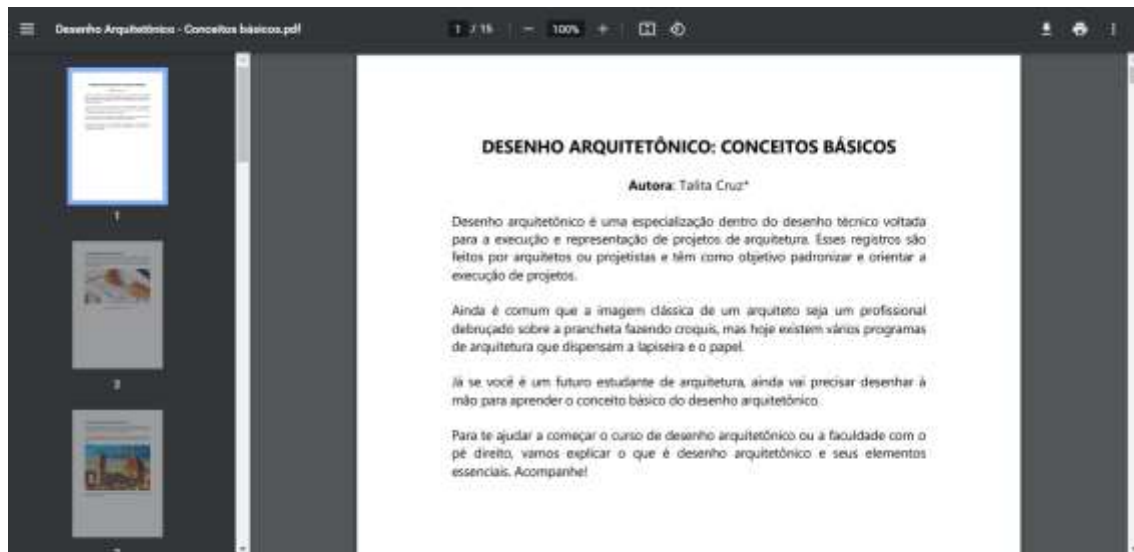 Desenho Arquitetônico - Conceitos básicos.pdf
1 / 15
100%
DESENHO ARQUITETÔNICO: CONCEITOS BÁSICOS
Autora: Talita Cruz*
Desenho arquitetônico é uma especialização dentro do desenho técnico voltada
para a execução e representação de projetos de arquitetura. Esses registros são
feitos por arquitetos ou projetistas e têm como objetivo padronizar e orientar a
execução de projetos.
Ainda é comum que a imagem clássica de um arquiteto seja um profissional
debruçado sobre a prancheta fazendo croquis, mas hoje existem vários programas
de arquitetura que dispensam a lapiseira e o papel.
Já se você é um futuro estudante de arquitetura, ainda vai precisar desenhar à
mão para aprender o conceito básico do desenho arquitetônico.
Para te ajudar a começar o curso de desenho arquitetônico ou a faculdade com o
pé direito, vamos explicar o que é desenho arquitetônico e seus elementos
essenciais. Acompanhe!
1
2